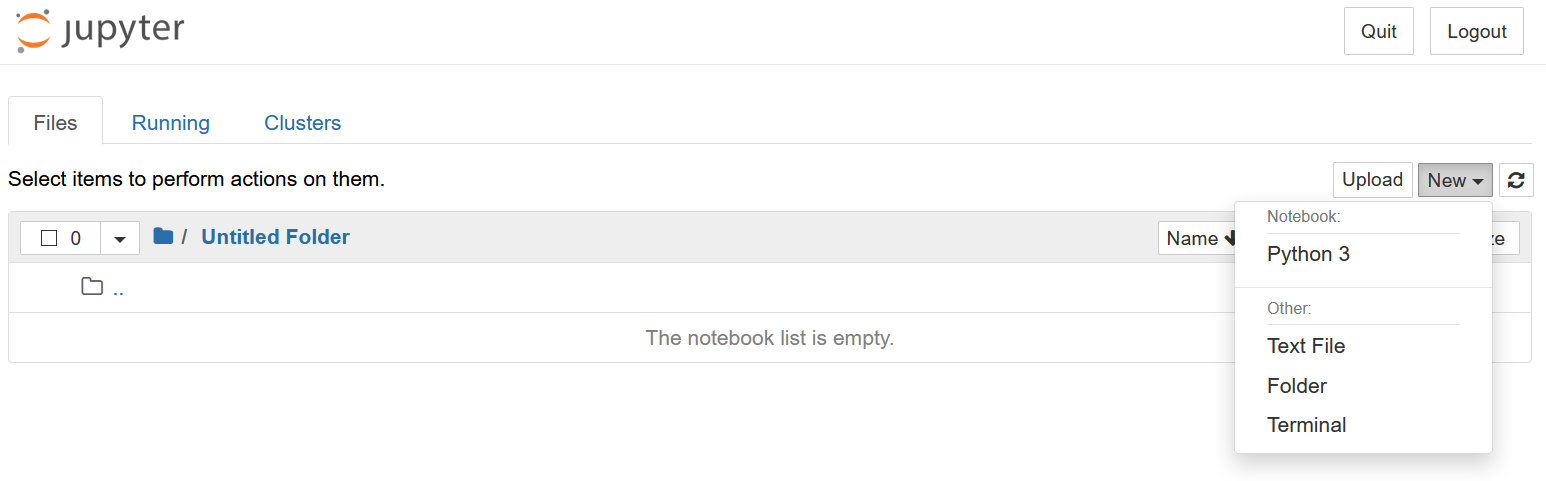 jupyter
Quit Logout
Files Running Clusters
Select items to perform actions on them.
Upload New
0 / Untitled Folder Name ze
Notebook:
Python 3
..
Other:
The notebook list is empty.
Text File
Folder
Terminal